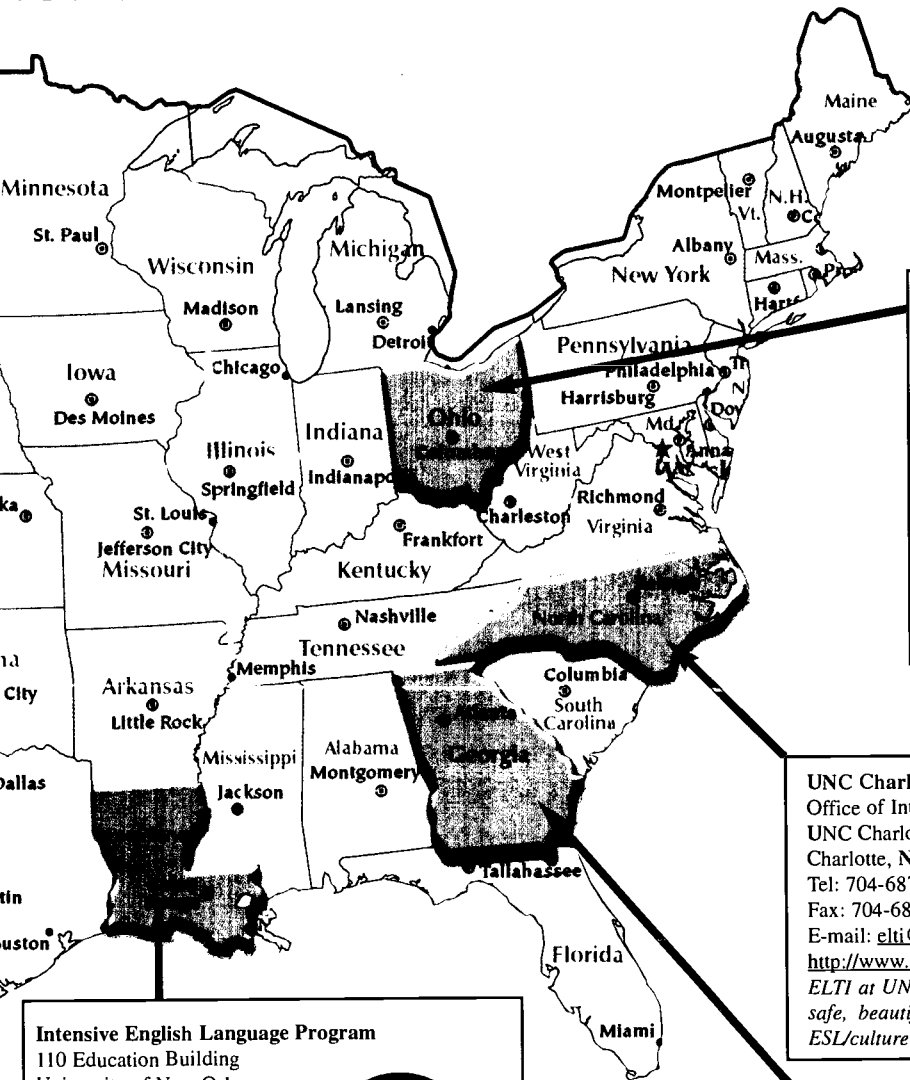 Maine
Augusta
Minnesota
Montpelier
N.H.
Vt.
St. Paul
Michigan
Albany
Mass.
Wisconsin
New York
Madison
Lansing
Detroit
Pennsylvania
Chicago
Philadelphia
Iowa
Harrisburg
Des Moines
Ohio
Md.
Indiana
Illinois
West
Virginia
Springfield
Richmond
St. Louis
Charleston
Virginia
Jefferson City
Frankfort
Missouri
Kentucky
Nashville
North Carolina
Tennessee
Memphis
Columbia
Arkansas
South
Carolina
Little Rock
City
Atlanta
Mississippi
Alabama
Georgia
Montgomery
Dallas
Jackson
Tallahassee
Florida
Miami
UNC Charl
Office of Int
UNC Charlo
Charlotte, N
Tel: 704-687
Fax: 704-68
E-mail: elti@
http://www.
ELTI at UN
safe, beauti
ESL/culture
Intensive English Language Program
110 Education Building